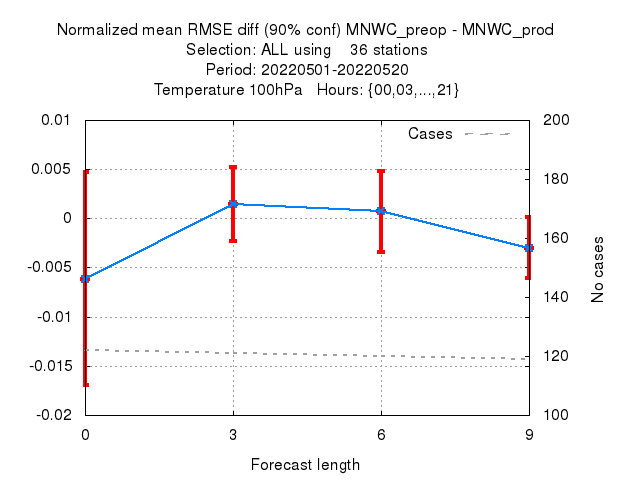 Normalized mean RMSE diff (90% conf) MNWC_preop - MNWC_prod
Selection: ALL using 36 stations
Period: 20220501-20220520
Temperature 100hPa Hours: {00,03,...,21}
Cases
0.01
0.005
0
-0.005
-0.01
-0.015
-0.02
200
180
160
140
120
100
No cases
0 3 6 9
Forecast length